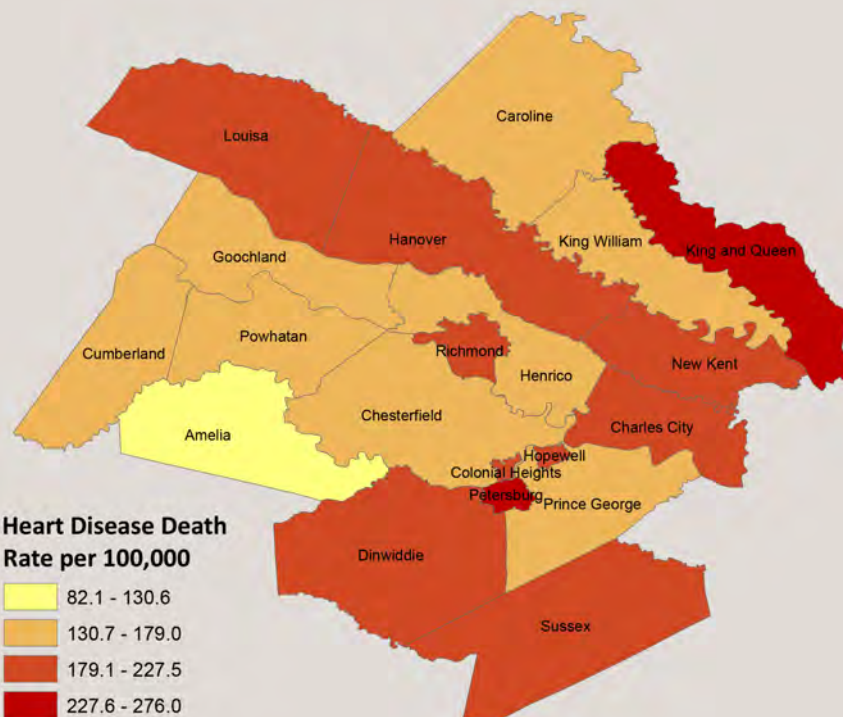 Caroline
Louisa
Hanover
King William
King and Queen
Goochland
Powhatan
Cumberland
Richmond
New Kent
Henrico
Chesterfield
Charles City
Amelia
Hopewell
Colonial Heights
Petersburg
Prince George
Dinwiddie
Sussex
Heart Disease Death
Rate per 100,000
82.1 - 130.6
130.7 - 179.0
179.1 - 227.5
227.6 - 276.0